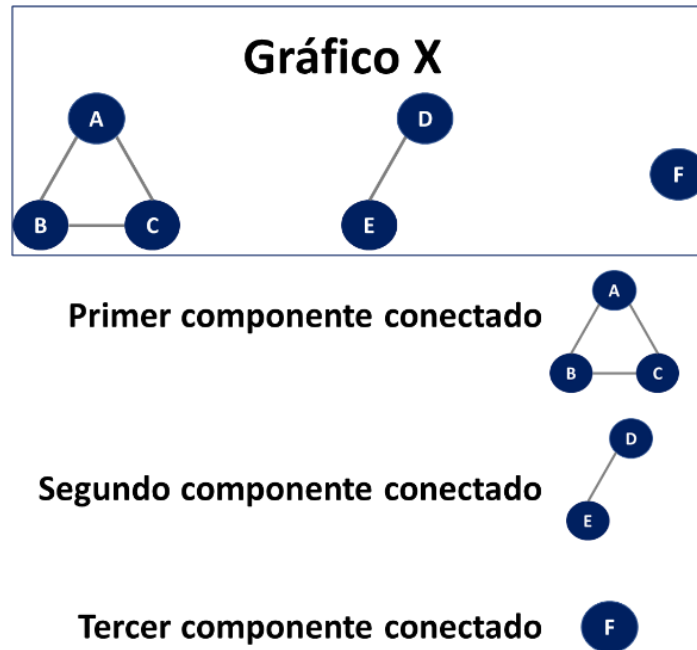 Gráfico X
A
D
F
B
C
E
Primer componente conectado
A
B
C
Segundo componente conectado
D
E
Tercer componente conectado
F